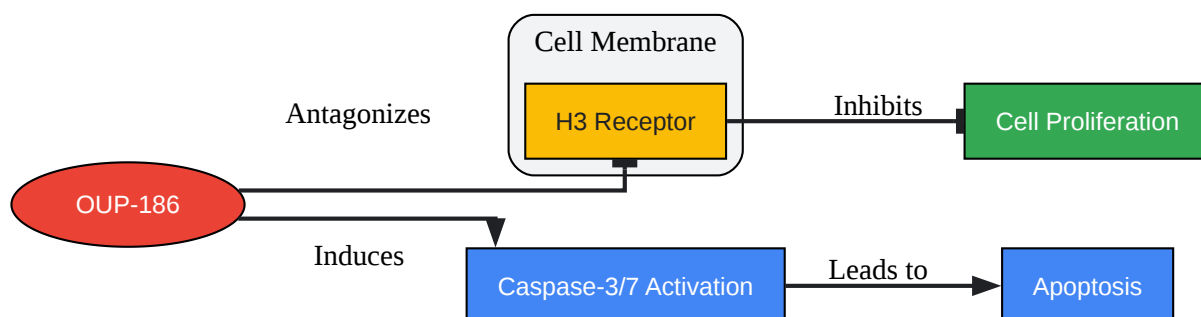 Cell Membrane
Antagonizes
H3 Receptor
Inhibits
Cell Proliferation
OUP-186
Induces
Caspase-3/7 Activation
Leads to
Apoptosis